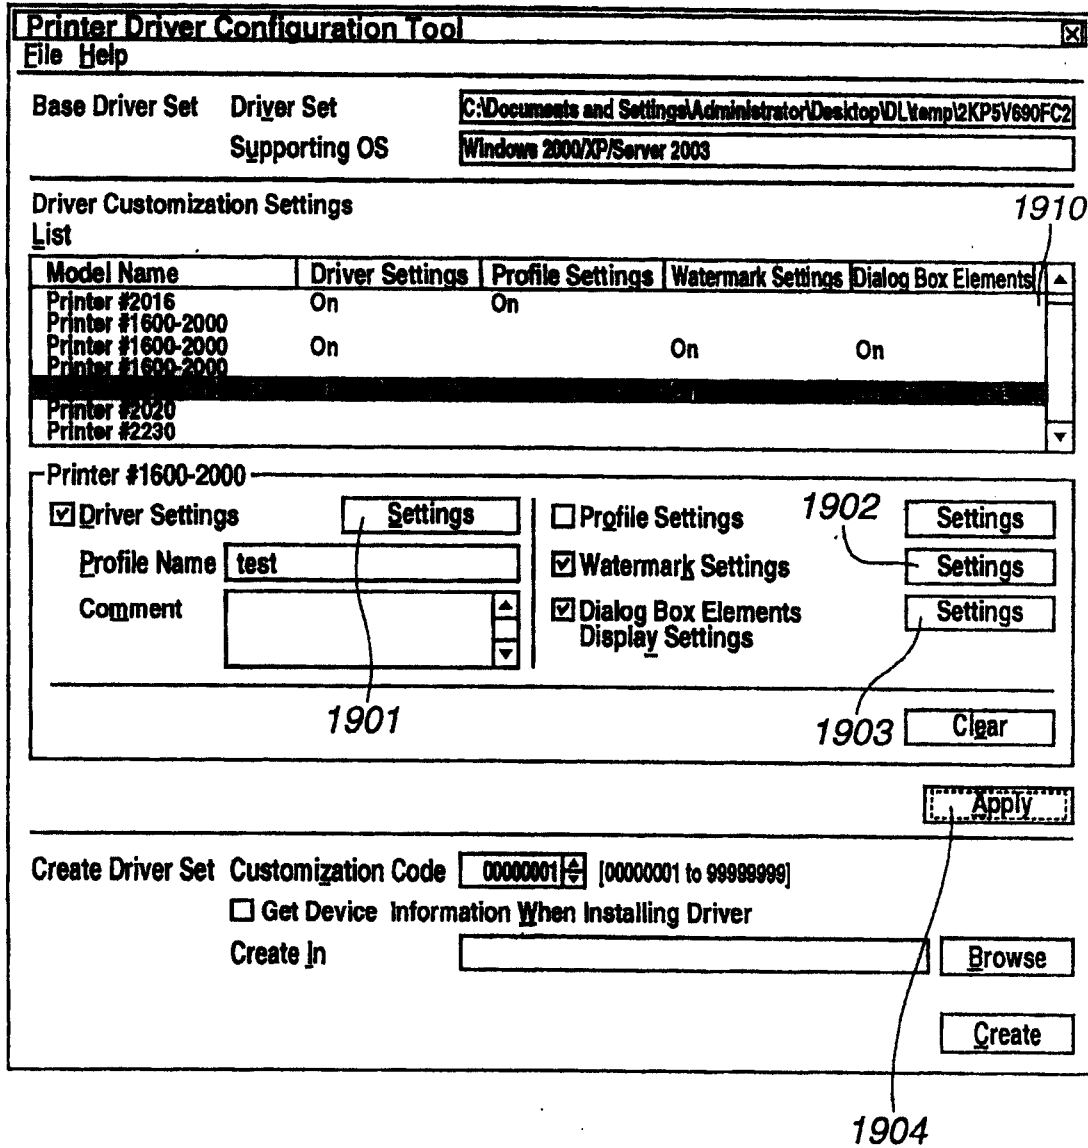 Printer Driver Configuration Tool
File Help
Base Driver Set Driver Set C:\Documents and Settings\Administrator\Desktop\DL\temp\2KP5V690FC2
Supporting OS Windows 2000/XP/Server 2003
Driver Customization Settings
1910
List
Model Name Driver Settings Profile Settings Watermark Settings Dialog Box Elements
Printer #2016 On On
Printer #1600-2000
Printer #1600-2000 On On On
Printer #1600-2000
Printer #2020
Printer #2230
Printer #1600-2000
Driver Settings Settings
Profile Name test
Comment
1901
Profile Settings 1902 Settings
Watermark Settings Settings
Dialog Box Elements Settings
Display Settings
1903 Clear
Apply
Create Driver Set Customization Code 00000001 [00000001 to 99999999]
Get Device Information When Installing Driver
Create In Browse
Create
1904